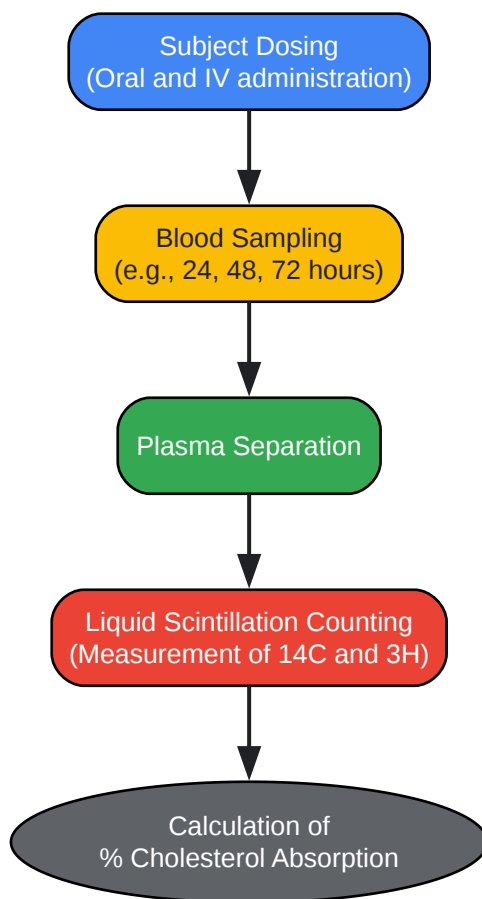 Subject Dosing
(Oral and IV administration)
Blood Sampling
(e.g., 24, 48, 72 hours)
Plasma Separation
Liquid Scintillation Counting
(Measurement of 14C and 3H)
Calculation of
% Cholesterol Absorption